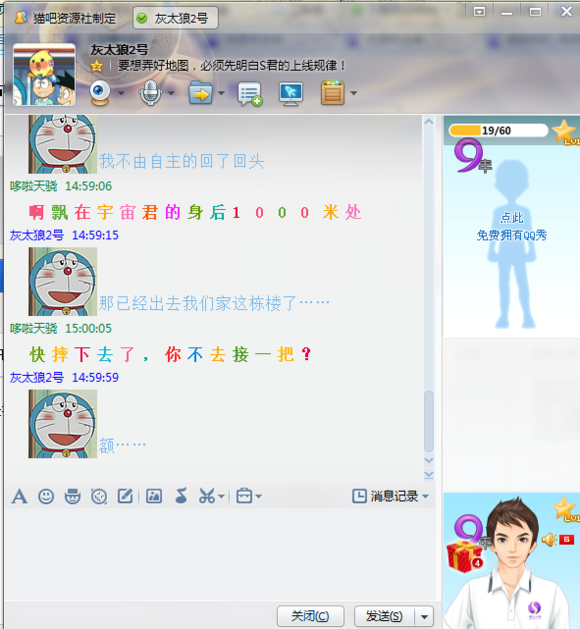 猫吧资源社制定
灰太狼2号
灰太狼2号
要想弄好地图，必须先明白S君的上线规律！
我不由自主的回了回头
哆啦天骁 14:59:06
啊飘在宇宙君的身后1000米处
灰太狼2号 14:59:15
那已经出去我们家这栋楼了……
哆啦天骁 15:00:05
快摔下去了，你不去接一把？
灰太狼2号 14:59:59
额……
消息记录
关闭(C)
发送(S)
19/60
9年
点此
免费拥有QQ秀
9年
6
4